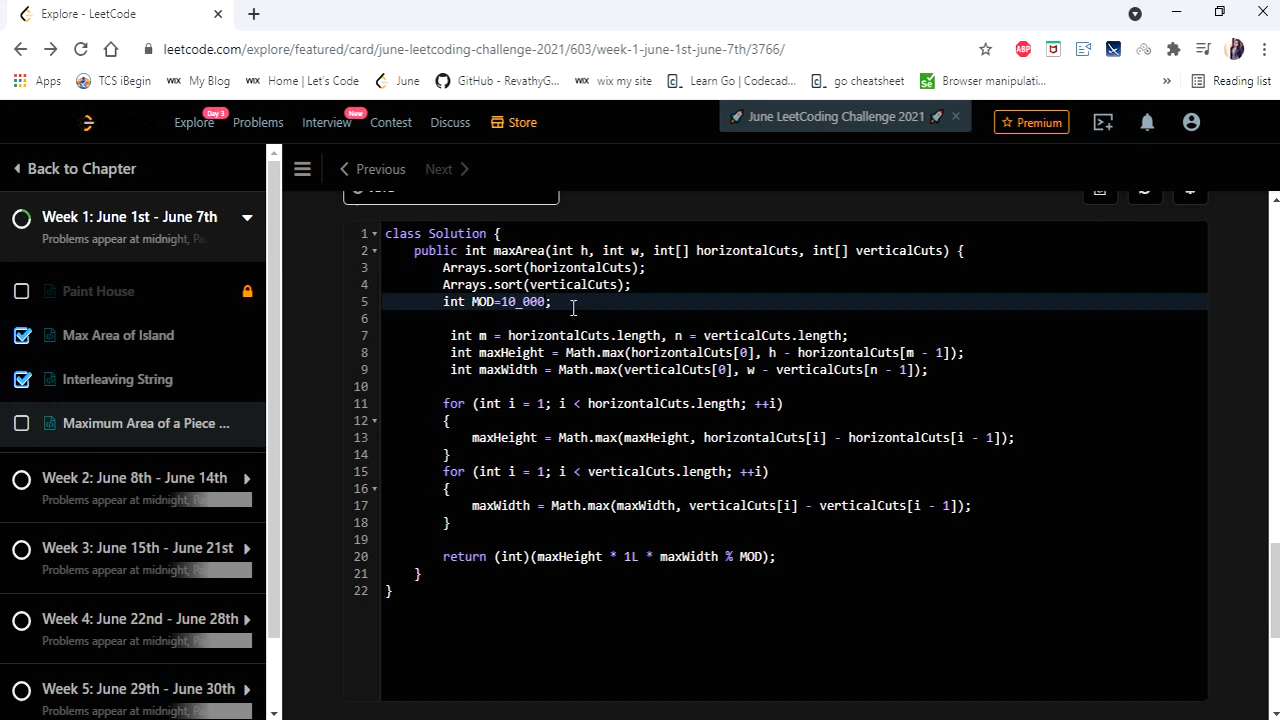 Explore - LeetCode
leetcode.com/explore/featured/card/june-leetcoding-challenge-2021/603/week-1-june-1st-june-7th/3766/
ABP
Apps TCS iBegin WIX My Blog WIX Home | Let's Code June GitHub - RevathyG... WIX wix my site Learn Go | Codecad... go cheatsheet Browser manipulati... » Reading list
Day 3 New
Explore Problems Interview Contest Discuss Store June LeetCoding Challenge 2021 Premium
Back to Chapter
Previous Next
Week 1: June 1st - June 7th
Problems appear at midnight,
Paint House
Max Area of Island
Interleaving String
Maximum Area of a Piece ...
Week 2: June 8th - June 14th
Problems appear at midnight,
Week 3: June 15th - June 21st
Problems appear at midnight,
Week 4: June 22nd - June 28th
Problems appear at midnight,
Week 5: June 29th - June 30th
Problems appear at midnight,
1 class Solution {
2 public int maxArea(int h, int w, int[] horizontalCuts, int[] verticalCuts) {
3 Arrays.sort(horizontalCuts);
4 Arrays.sort(verticalCuts);
5 int MOD=10_000;
6
7 int m = horizontalCuts.length, n = verticalCuts.length;
8 int maxHeight = Math.max(horizontalCuts[0], h - horizontalCuts[m - 1]);
9 int maxWidth = Math.max(verticalCuts[0], w - verticalCuts[n - 1]);
10
11 for (int i = 1; i < horizontalCuts.length; ++i)
12 {
13 maxHeight = Math.max(maxHeight, horizontalCuts[i] - horizontalCuts[i - 1]);
14 }
15 for (int i = 1; i < verticalCuts.length; ++i)
16 {
17 maxWidth = Math.max(maxWidth, verticalCuts[i] - verticalCuts[i - 1]);
18 }
19
20 return (int)(maxHeight * 1L * maxWidth % MOD);
21 }
22 }